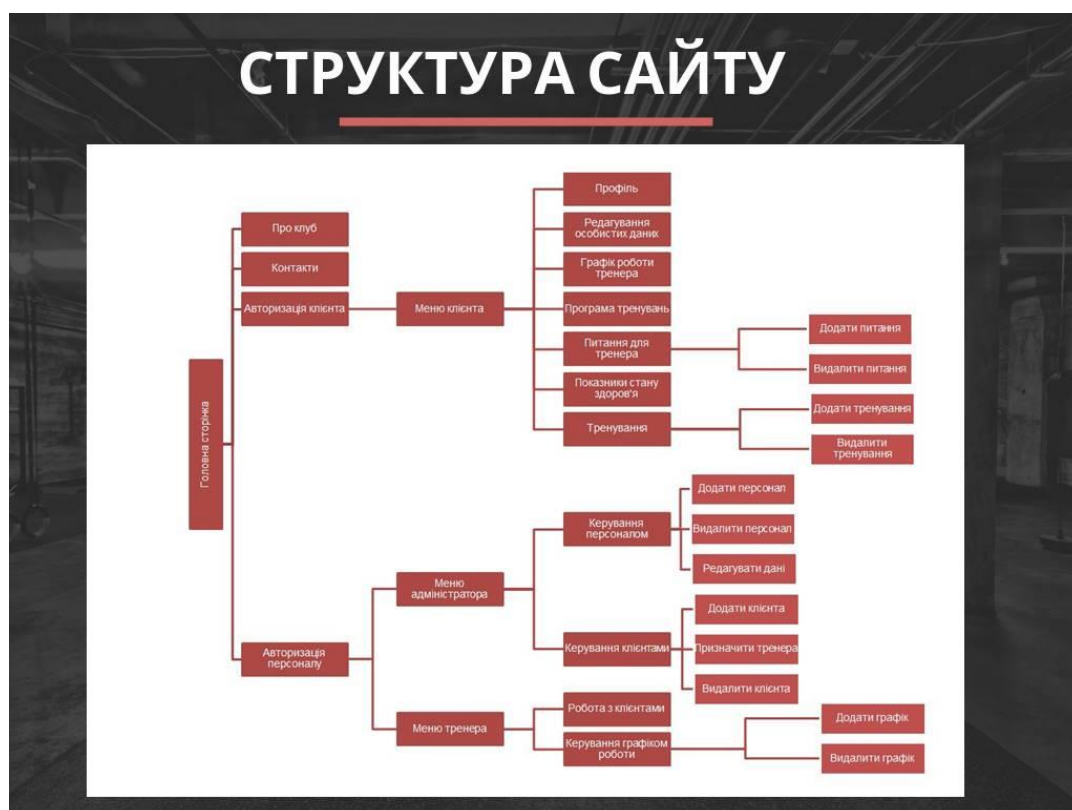 СТРУКТУРА САЙТУ
Головна сторінка
Про клуб
Контакти
Авторизація клієнта
Меню клієнта
Профіль
Редагування
особистих даних
Графік роботи
тренера
Програма тренувань
Питання для
тренера
Додати питання
Видалити питання
Показники стану
здоров'я
Тренування
Додати тренування
Видалити
тренування
Авторизація
персоналу
Меню
адміністратора
Керування
персоналом
Додати персонал
Видалити персонал
Редагувати дані
Керування клієнтами
Додати клієнта
Призначити тренера
Видалити клієнта
Меню тренера
Робота з клієнтами
Керування графіком
роботи
Додати графік
Видалити графік